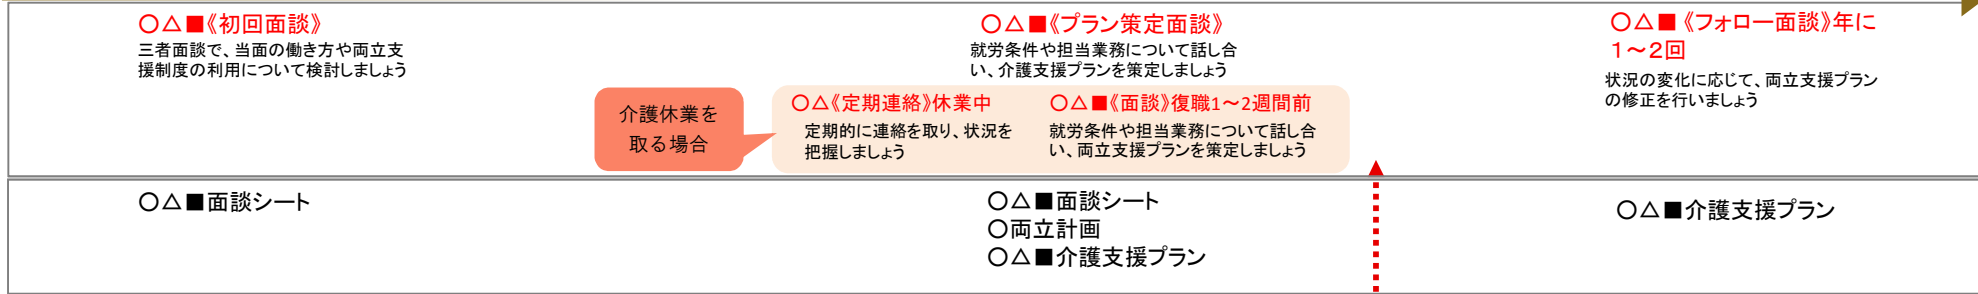 〇△■《初回面談》
三者面談で、当面の働き方や両立支
援制度の利用について検討しましょう
〇△■《プラン策定面談》
就労条件や担当業務について話し合
い、介護支援プランを策定しましょう
〇△■《フォロー面談》年に
1~2回
状況の変化に応じて、両立支援プラン
の修正を行いましょう
介護休業を
取る場合
〇△《定期連絡》休業中
定期的に連絡を取り、状況を
把握しましょう
〇△■《面談》復職1~2週間前
就労条件や担当業務について話し合
い、両立支援プランを策定しましょう
〇△■面談シート
〇△■面談シート
〇両立計画
〇△■介護支援プラン
〇△■介護支援プラン